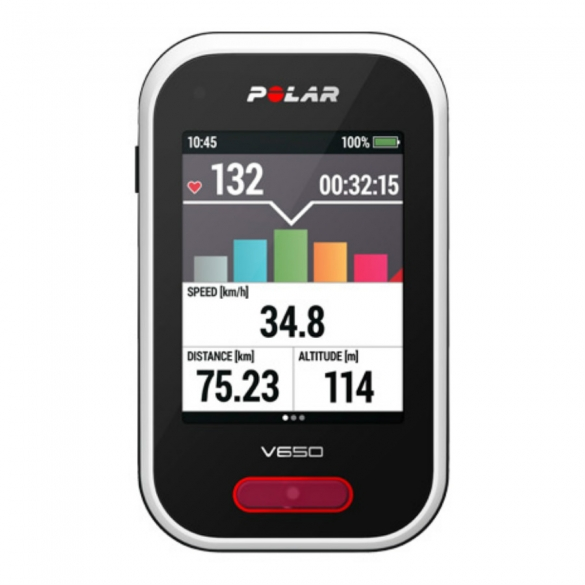 POLAR
10:45 100%
132 00:32:15
SPEED [km/h]
34.8
DISTANCE [km] ALTITUDE [m]
75.23 114
V650